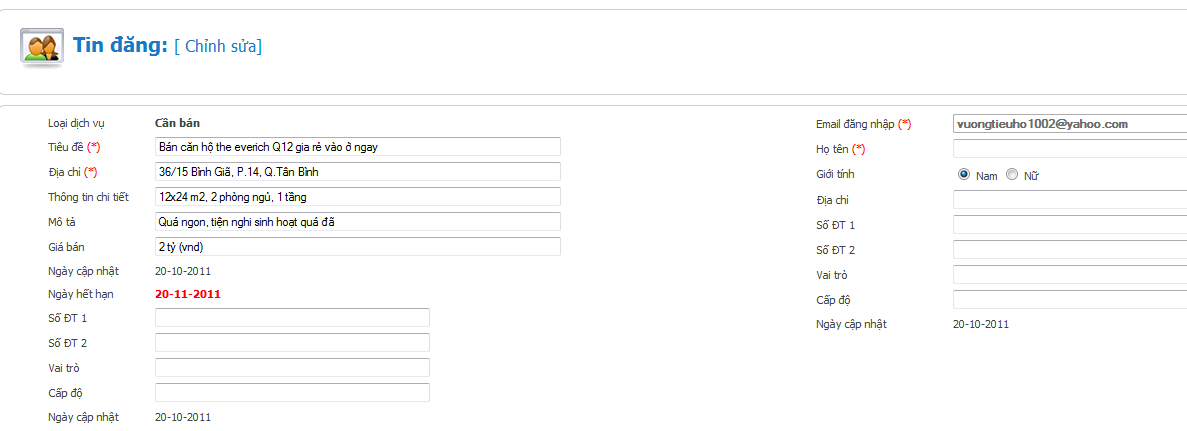 Tin đăng: [ Chỉnh sửa]
Loại dịch vụ Cần bán
Tiêu đề (*) Bán căn hộ the everich Q12 gia rẻ vào ở ngay
Địa chỉ (*) 36/15 Bình Giã, P.14, Q.Tân Bình
Thông tin chi tiết 12x24 m2, 2 phòng ngủ, 1 tầng
Mô tả Quá ngon, tiện nghi sinh hoạt quá đã
Giá bán 2 tỷ (vnd)
Ngày cập nhật 20-10-2011
Ngày hết hạn 20-11-2011
Số ĐT 1
Số ĐT 2
Vai trò
Cấp độ
Ngày cập nhật 20-10-2011
Email đăng nhập (*) vuongtieuho1002@yahoo.com
Họ tên (*)
Giới tính Nam Nữ
Địa chỉ
Số ĐT 1
Số ĐT 2
Vai trò
Cấp độ
Ngày cập nhật 20-10-2011